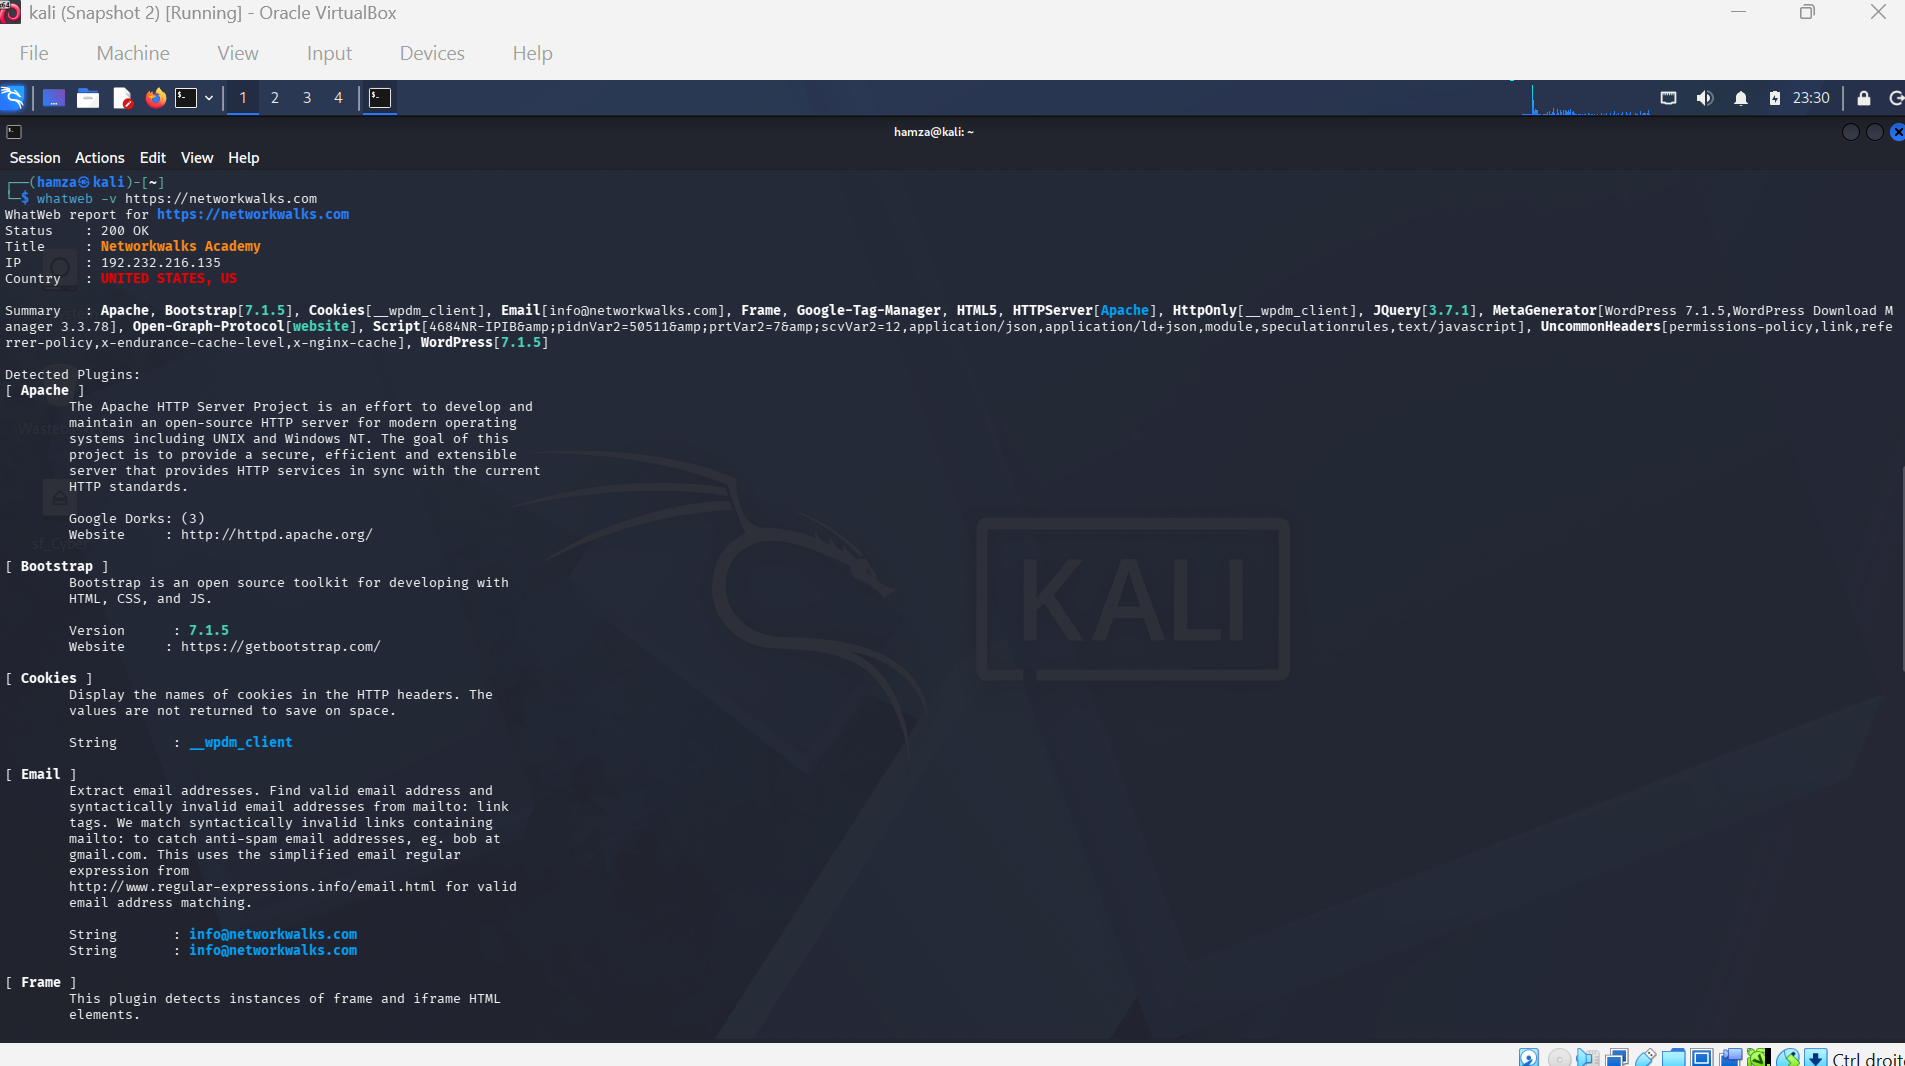 kali (Snapshot 2) [Running] - Oracle VirtualBox
File Machine View Input Devices Help
1 2 3 4 23:30
hamza@kali: ~
Session Actions Edit View Help
┌──(hamza㉿kali)-[~]
└─$ whatweb -v https://networkwalks.com
WhatWeb report for https://networkwalks.com
Status : 200 OK
Title : Networkwalks Academy
IP : 192.232.216.135
Country : UNITED STATES, US
Summary : Apache, Bootstrap[7.1.5], Cookies[__wpdm_client], Email[info@networkwalks.com], Frame, Google-Tag-Manager, HTML5, HTTPServer[Apache], HttpOnly[__wpdm_client], JQuery[3.7.1], MetaGenerator[WordPress 7.1.5,WordPress Download M
anager 3.3.78], Open-Graph-Protocol[website], Script[4684NR-IPIB&amp;pidnVar2=50511&amp;prtVar2=7&amp;scvVar2=12,application/json,application/ld+json,module,speculationrules,text/javascript], UncommonHeaders[permissions-policy,link,refe
rrer-policy,x-endurance-cache-level,x-nginx-cache], WordPress[7.1.5]
Detected Plugins:
[ Apache ]
The Apache HTTP Server Project is an effort to develop and
maintain an open-source HTTP server for modern operating
systems including UNIX and Windows NT. The goal of this
project is to provide a secure, efficient and extensible
server that provides HTTP services in sync with the current
HTTP standards.
Google Dorks: (3)
Website : http://httpd.apache.org/
[ Bootstrap ]
Bootstrap is an open source toolkit for developing with
HTML, CSS, and JS.
Version : 7.1.5
Website : https://getbootstrap.com/
[ Cookies ]
Display the names of cookies in the HTTP headers. The
values are not returned to save on space.
String : __wpdm_client
[ Email ]
Extract email addresses. Find valid email address and
syntactically invalid email addresses from mailto: link
tags. We match syntactically invalid links containing
mailto: to catch anti-spam email addresses, eg. bob at
gmail.com. This uses the simplified email regular
expression from
http://www.regular-expressions.info/email.html for valid
email address matching.
String : info@networkwalks.com
String : info@networkwalks.com
[ Frame ]
This plugin detects instances of frame and iframe HTML
elements.
KALI
Ctrl droite